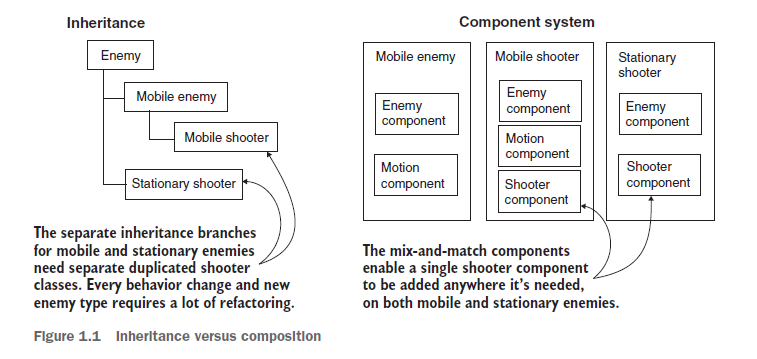 Inheritance
Enemy
Mobile enemy
Mobile shooter
Stationary shooter
The separate inheritance branches
for mobile and stationary enemies
need separate duplicated shooter
classes. Every behavior change and new
enemy type requires a lot of refactoring.
Component system
Mobile enemy
Enemy
component
Motion
component
Mobile shooter
Enemy
component
Motion
component
Shooter
component
Stationary
shooter
Enemy
component
Shooter
component
The mix-and-match components
enable a single shooter component
to be added anywhere it's needed,
on both mobile and stationary enemies.
Figure 1.1 Inheritance versus composition